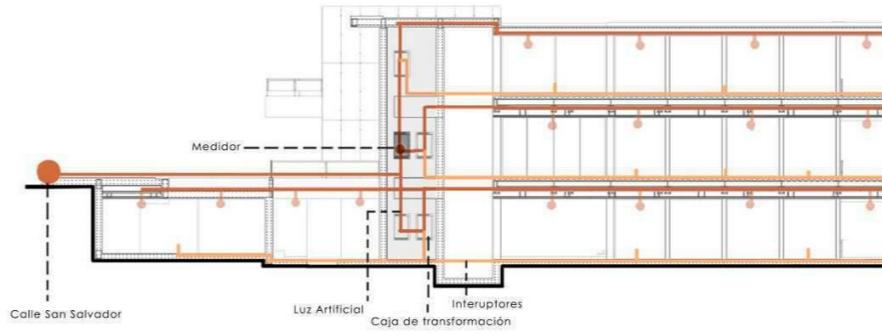 Medidor
Calle San Salvador
Luz Artificial
Caja de transformación
Interuptores